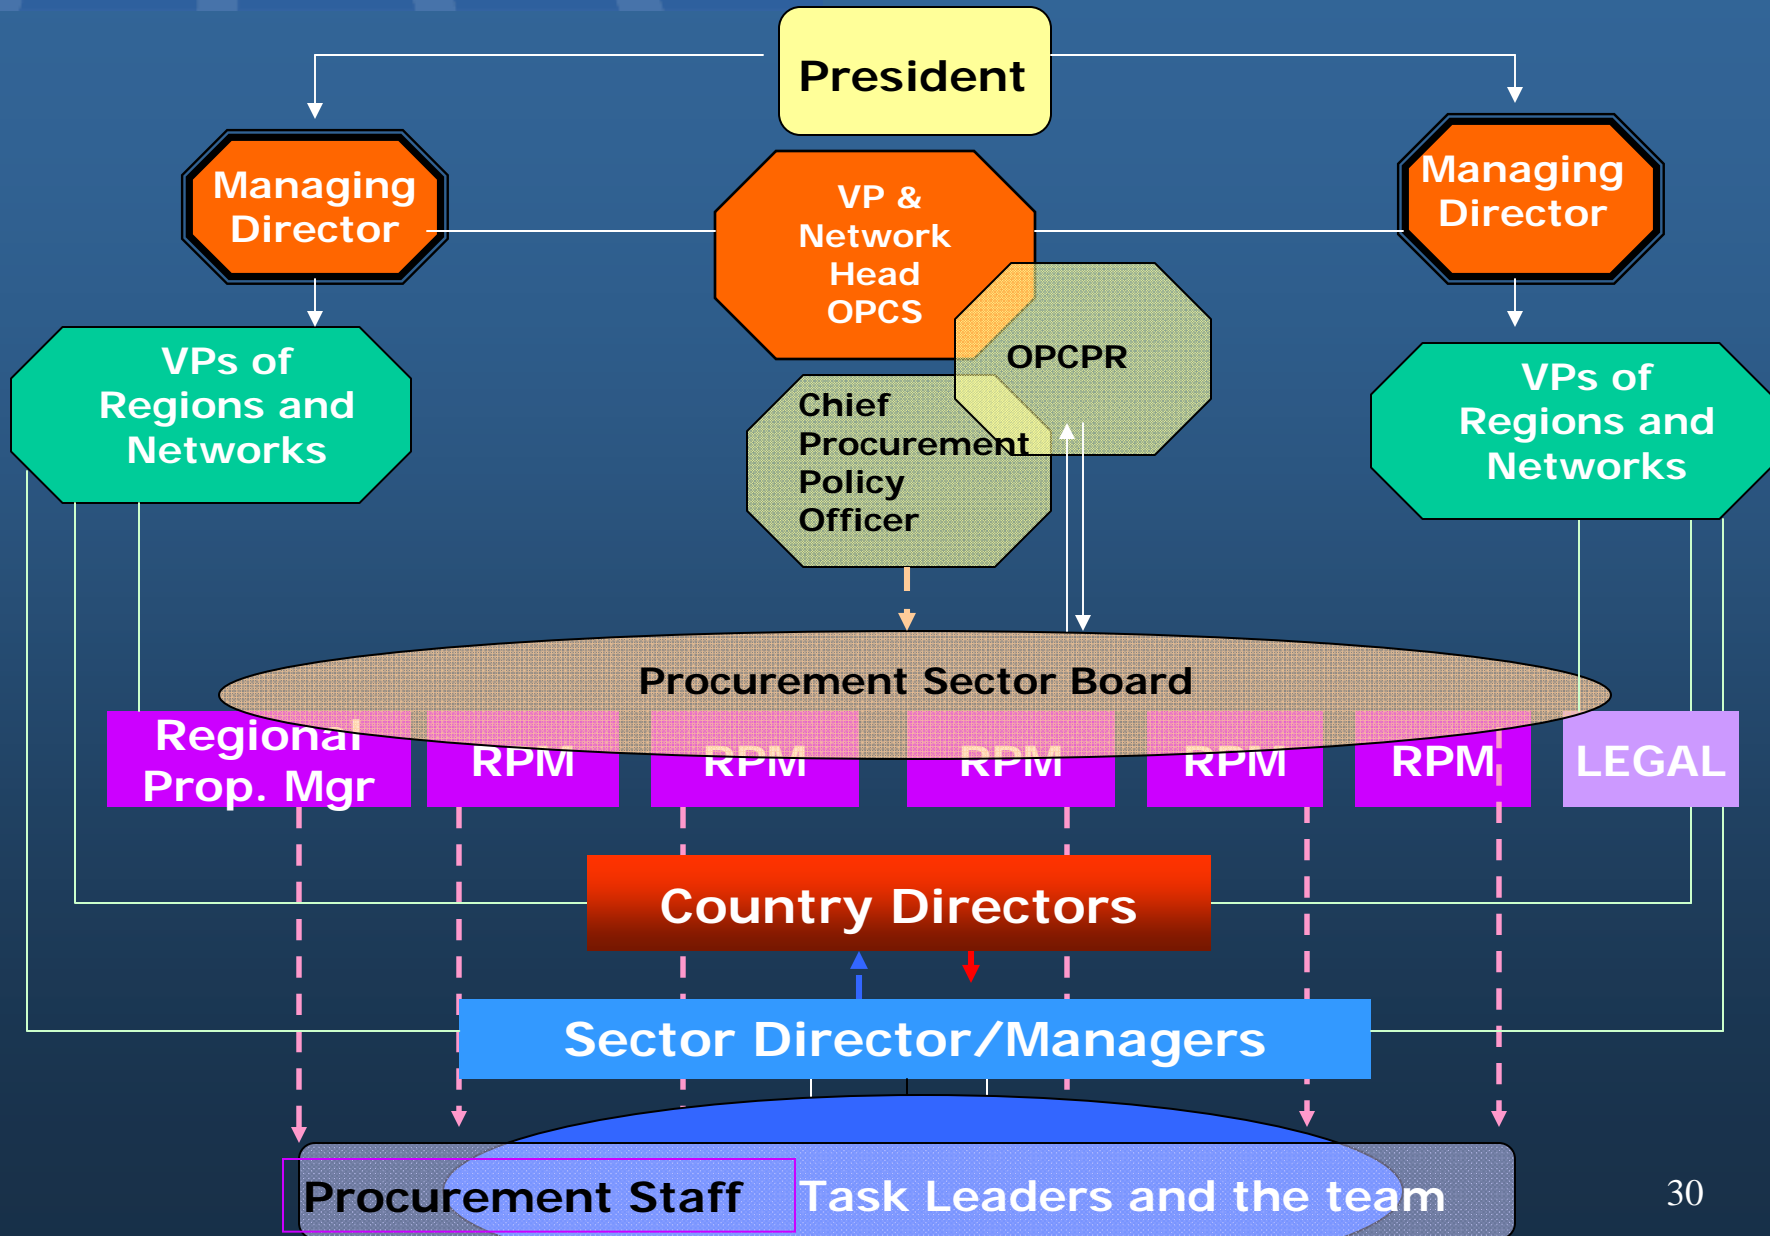 President
Managing
Director
VP &
Network
Head
OPCS
Managing
Director
OPCPR
VPs of
Regions and
Networks
Chief
Procurement
Policy
Officer
VPs of
Regions and
Networks
Procurement Sector Board
Regional
Prop. Mgr
RPM
RPM
RPM
RPM
RPM
LEGAL
Country Directors
Sector Director/Managers
Procurement Staff
Task Leaders and the team
30